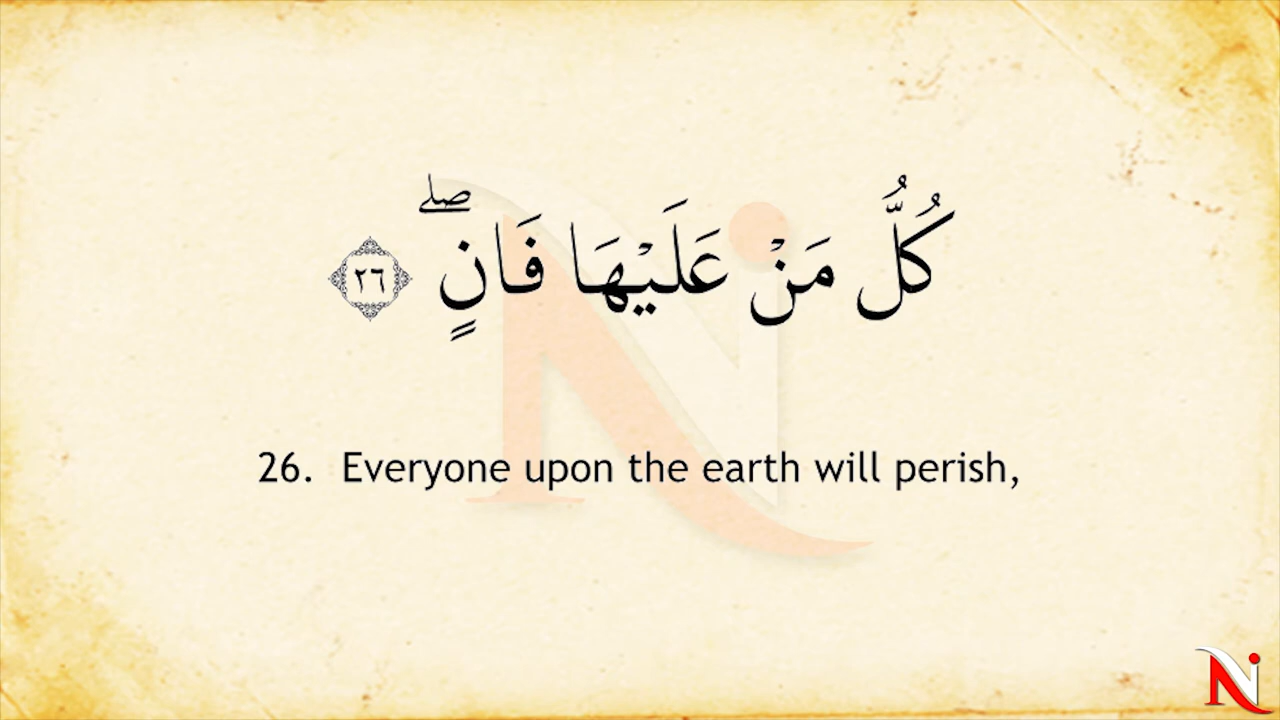 كُلُّ مَنْ عَلَيْهَا فَانٍ ۖ ٢٦
26. Everyone upon the earth will perish,